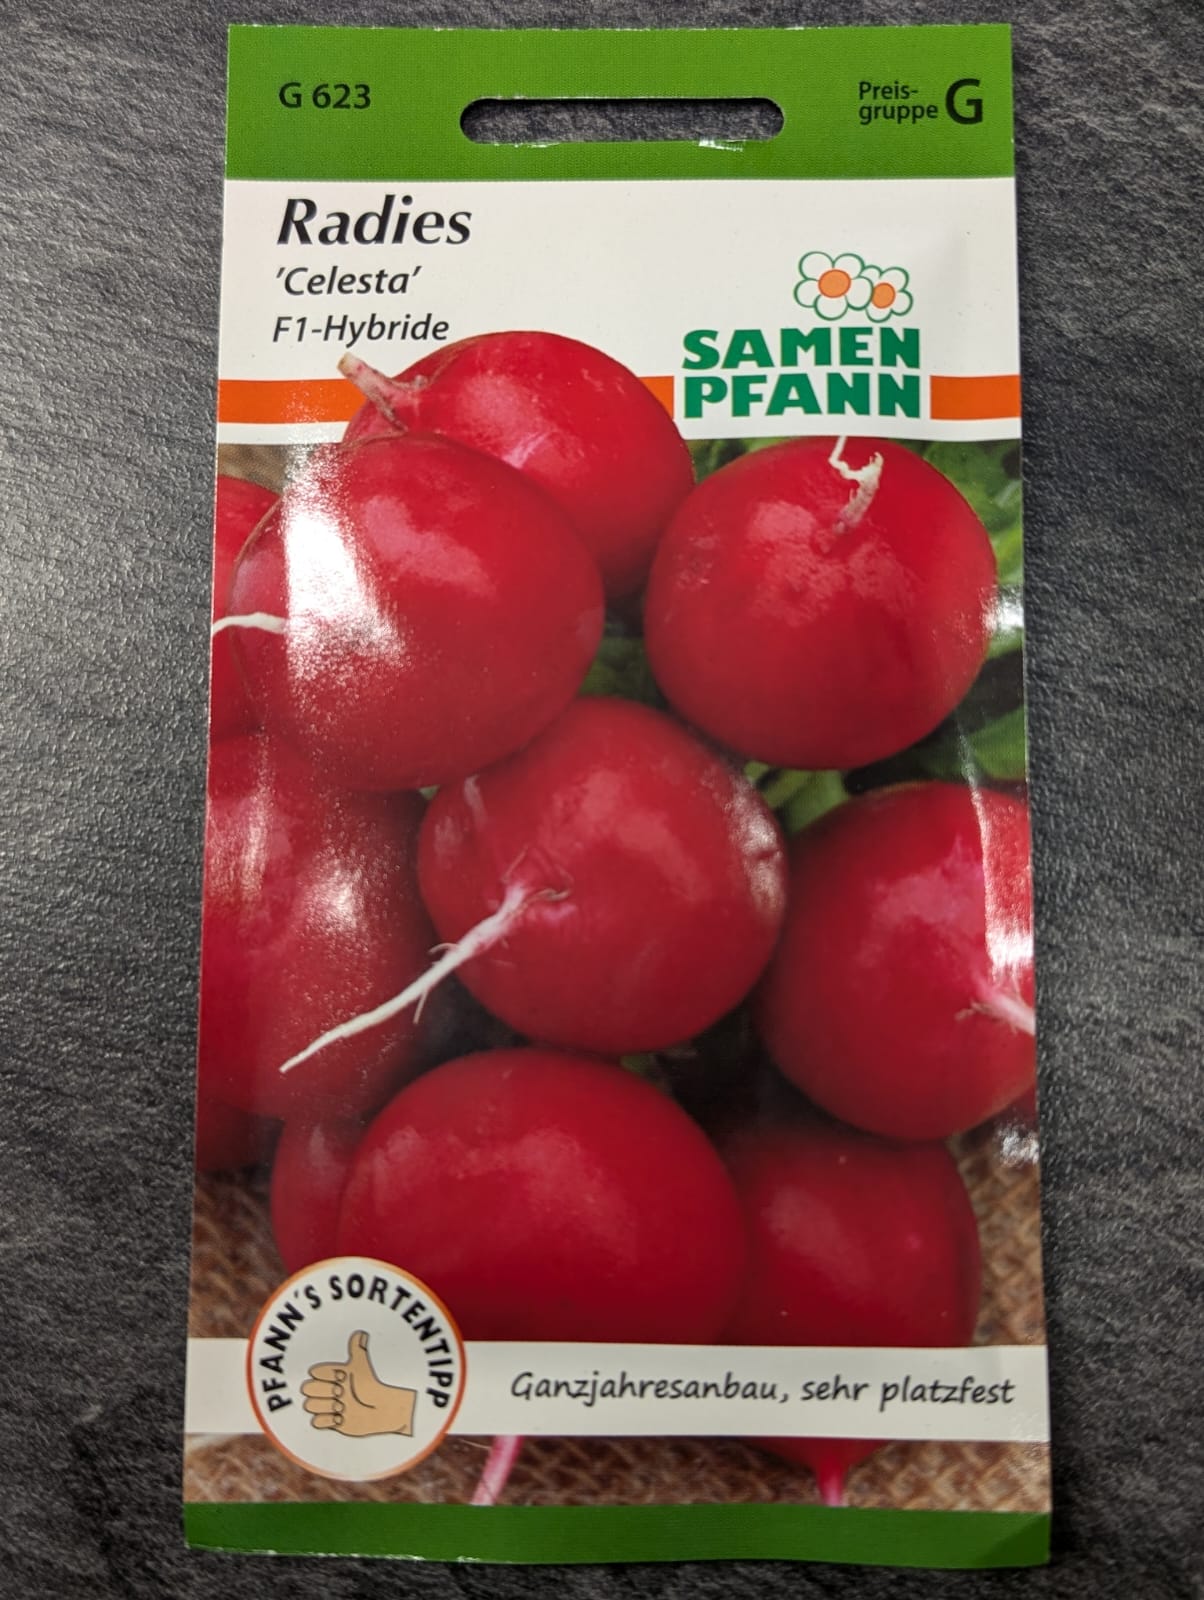 G 623
Preis-
gruppe G
Radies
'Celesta'
F1-Hybride
SAMEN
PFANN
PFANN'S SORTENTIPP
Ganzjahresanbau, sehr platzfest